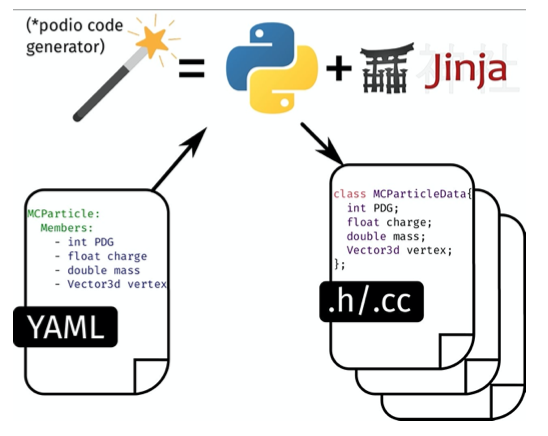 (*podio code
generator)
=
+
神社
Jinja
MCParticle:
Members:
- int PDG
- float charge
- double mass
- Vector3d vertex
YAML
class MCParticleData{
int PDG;
float charge;
double mass;
Vector3d vertex;
};
.h/.cc